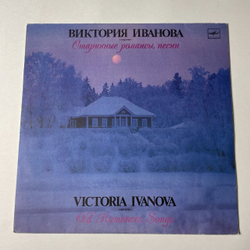 ВИКТОРИЯ ИВАНОВА
Старинные романсы, песни
VICTORIA IVANOVA
Old Romances, Songs